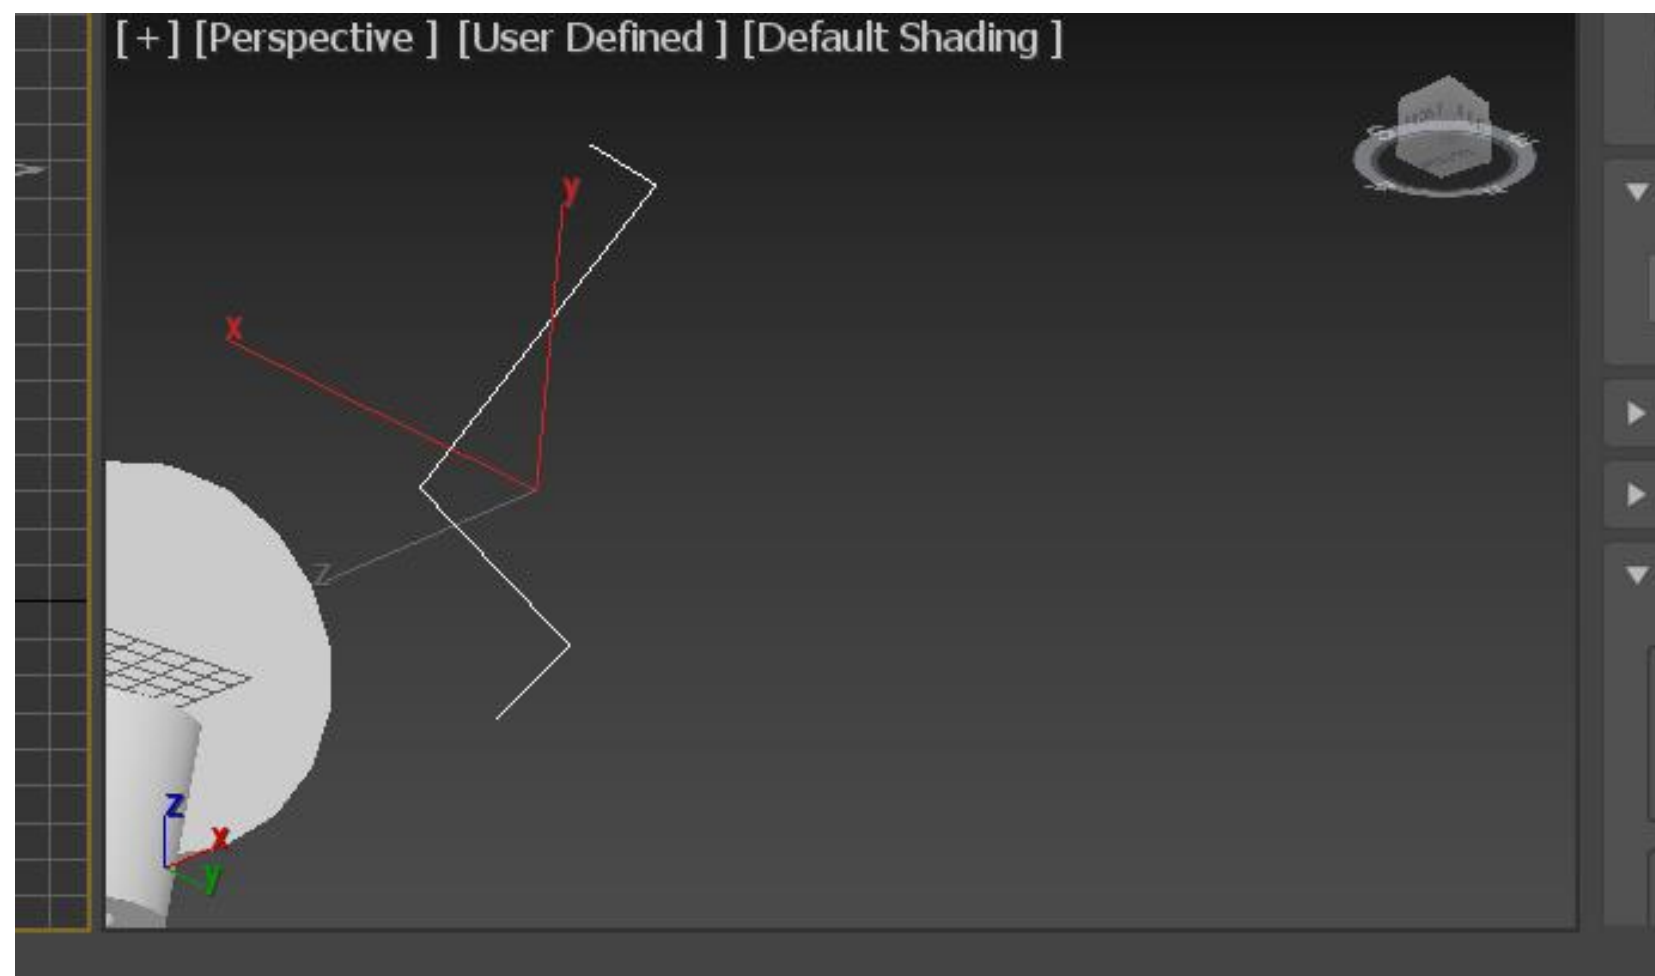 [ + ] [Perspective ] [User Defined ] [Default Shading ]
y
x
z
z
x
y